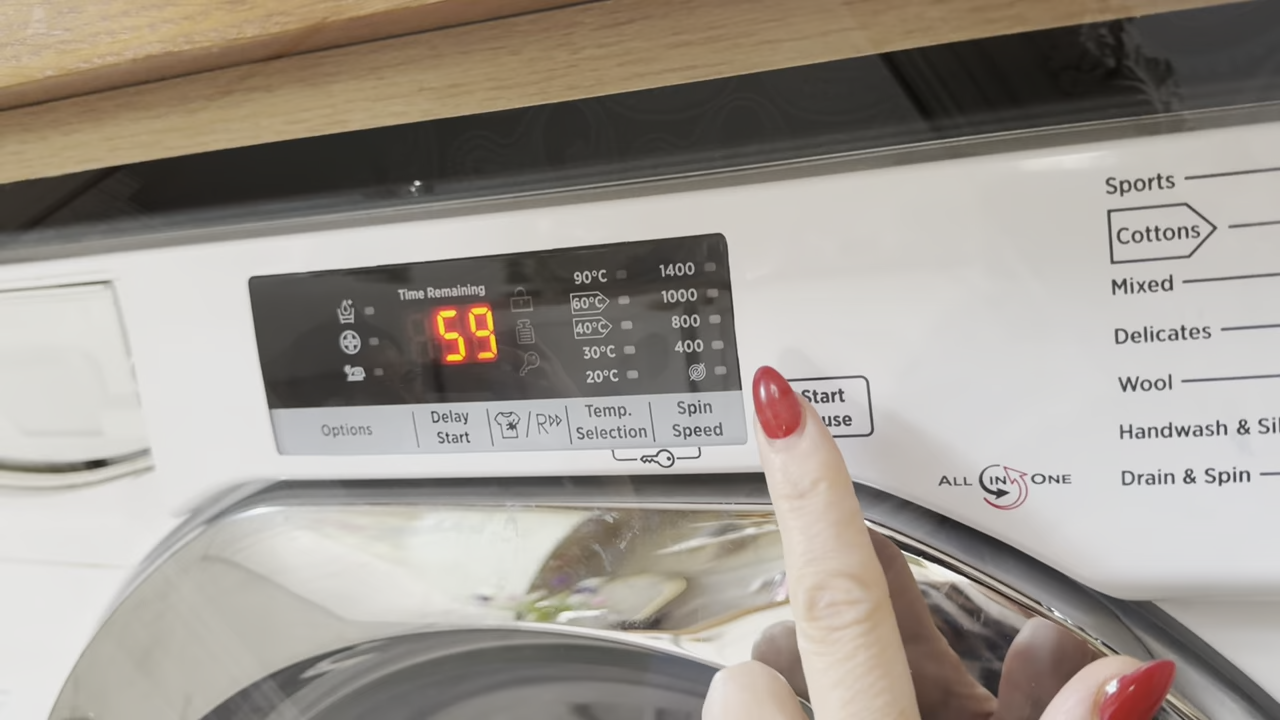 Time Remaining
59
90°C
60°C
40°C
30°C
20°C
1400
1000
800
400
Options
Delay
Start
/ R
Temp.
Selection
Spin
Speed
Start
ALL IN ONE
Sports
Cottons
Mixed
Delicates
Wool
Handwash &
Drain & Spin